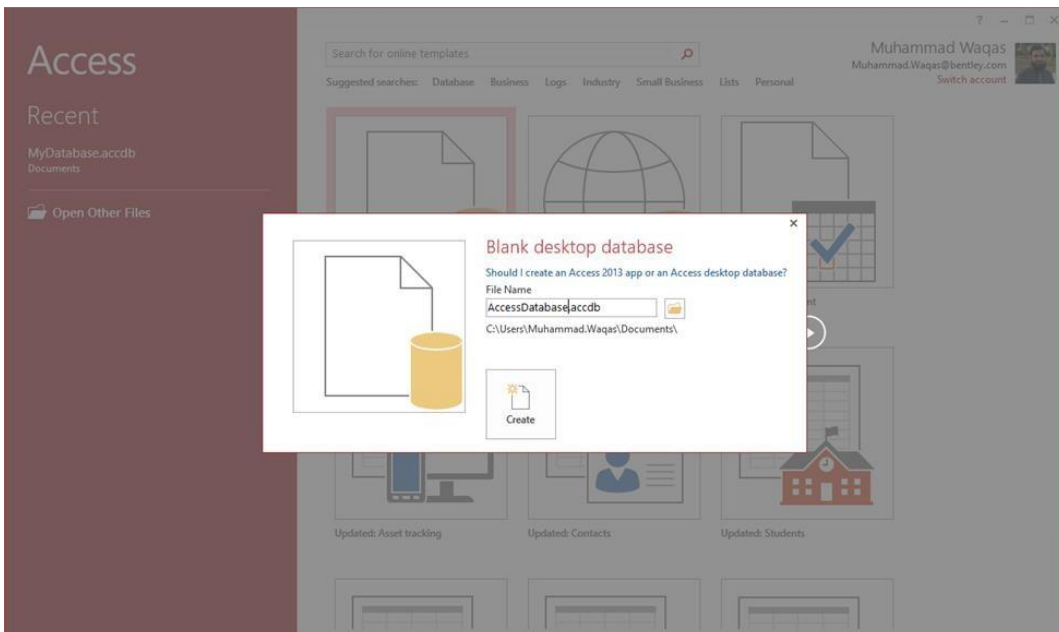 ?
Access
Search for online templates
Muhammad Waqas
Muhammad.Waqas@bentley.com
Switch account
Suggested searches: Database Business Logs Industry Small Business Lists Personal
Recent
MyDatabase.accdb
Documents
Open Other Files
Blank desktop database
Should I create an Access 2013 app or an Access desktop database?
File Name
AccessDatabase.accdb
C:\Users\Muhammad.Waqas\Documents\
Create
nt
Updated: Asset tracking
Updated: Contacts
Updated: Students